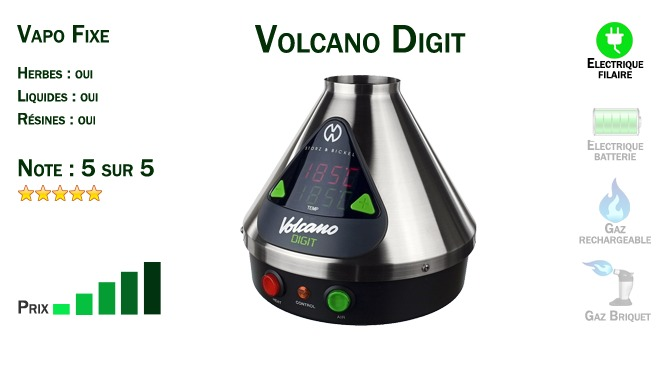 Vapo Fixe
Volcano Digit
Herbes : oui
Liquides : oui
Résines : oui
Note : 5 sur 5
Prix
STORZ & BICKEL
185C
185C
TEMP
Volcano
DIGIT
HEAT
CONTROL
AIR
Electrique
filaire
Electrique
batterie
Gaz
rechargeable
Gaz Briquet